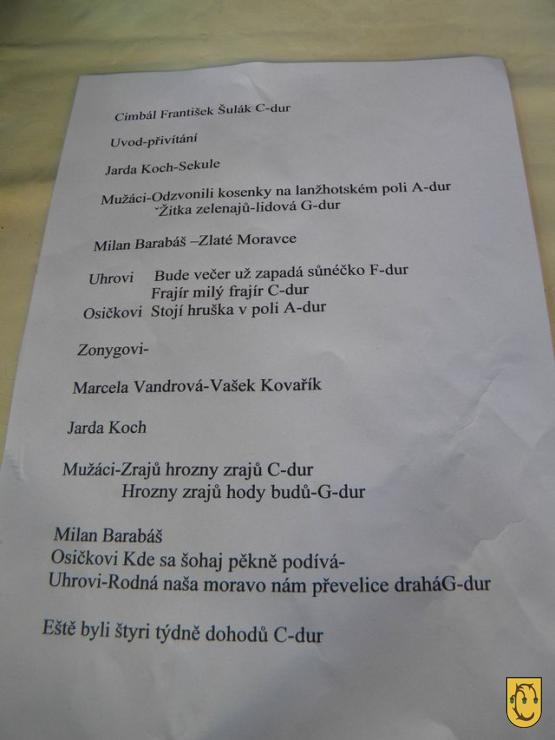 Cimbál František Šulák C-dur
Uvod-přivítání
Jarda Koch-Sekule
Mužáci-Odzvonili kosenky na lanžhotském poli A-dur
Žitka zelenajů-lidová G-dur
Milan Barabáš –Zlaté Moravce
Uhrovi Bude večer už zapadá sůnéčko F-dur
Frajír milý frajír C-dur
Osičkovi Stojí hruška v poli A-dur
Zonygovi-
Marcela Vandrová-Vašek Kovařík
Jarda Koch
Mužáci-Zrajů hrozny zrajů C-dur
Hrozny zrajů hody budů-G-dur
Milan Barabáš
Osičkovi Kde sa šohaj pěkně podívá-
Uhrovi-Rodná naša moravo nám převelice draháG-dur
Eště byli štyri týdně dohodů C-dur